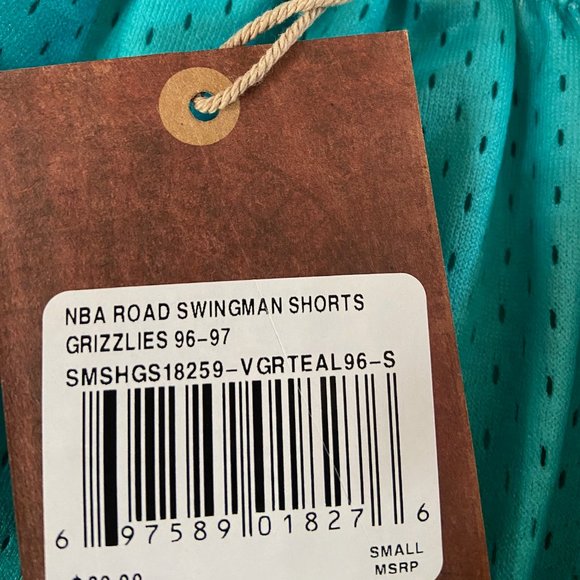 NBA ROAD SWINGMAN SHORTS
GRIZZLIES 96-97
SMSHGS18259-VGRTEAL96-S
6 97589 01827 6
SMALL
MSRP